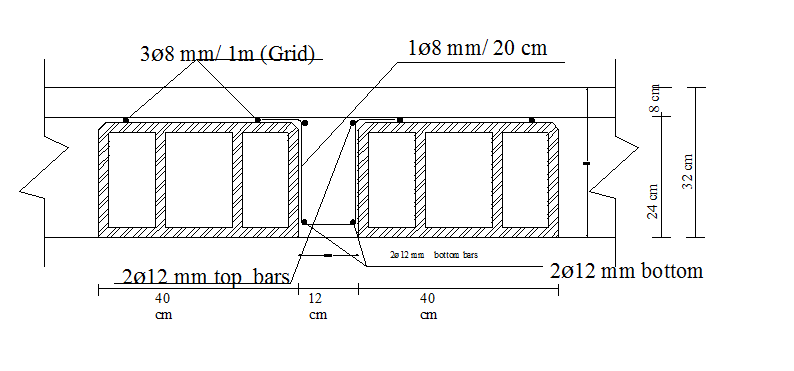 3ø8 mm/ 1m (Grid)
1ø8 mm/ 20 cm
8 cm
32 cm
24 cm
2ø12 mm bottom bars
2ø12 mm top bars
2ø12 mm bottom
40
cm
12
cm
40
cm